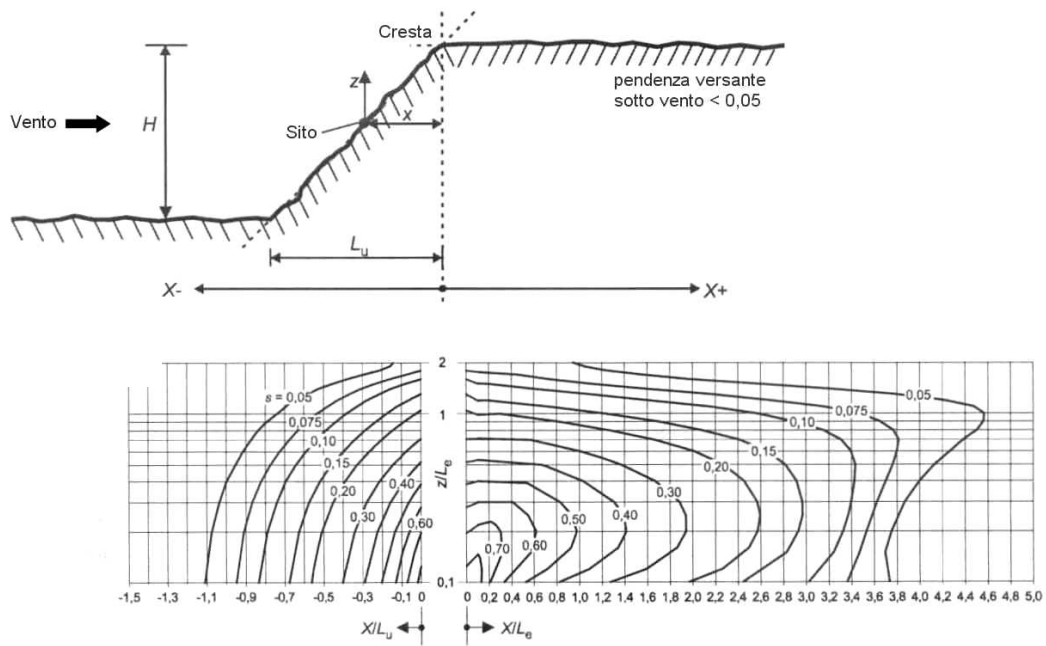 Cresta
pendenza versante
sotto vento < 0,05
z
Vento
H
x
Sito
L_u
X-
X+
2
s = 0,05
0,05
0,075
0,075
1
0,10
0,10
0,15
0,15
0,20
0,20
z/L_e
0,40
0,30
0,30
0,40
0,50
0,60
0,60
0,70
0,1
-1,5 -1,3 -1,1 -0,9 -0,7 -0,5 -0,4 -0,3 -0,2 -0,1 0
0 0,2 0,4 0,6 0,8 1,0 1,2 1,4 1,6 1,8 2,0 2,2 2,4 2,6 2,8 3,0 3,2 3,4 3,6 3,8 4,0 4,2 4,4 4,6 4,8 5,0
X/L_u
X/L_e